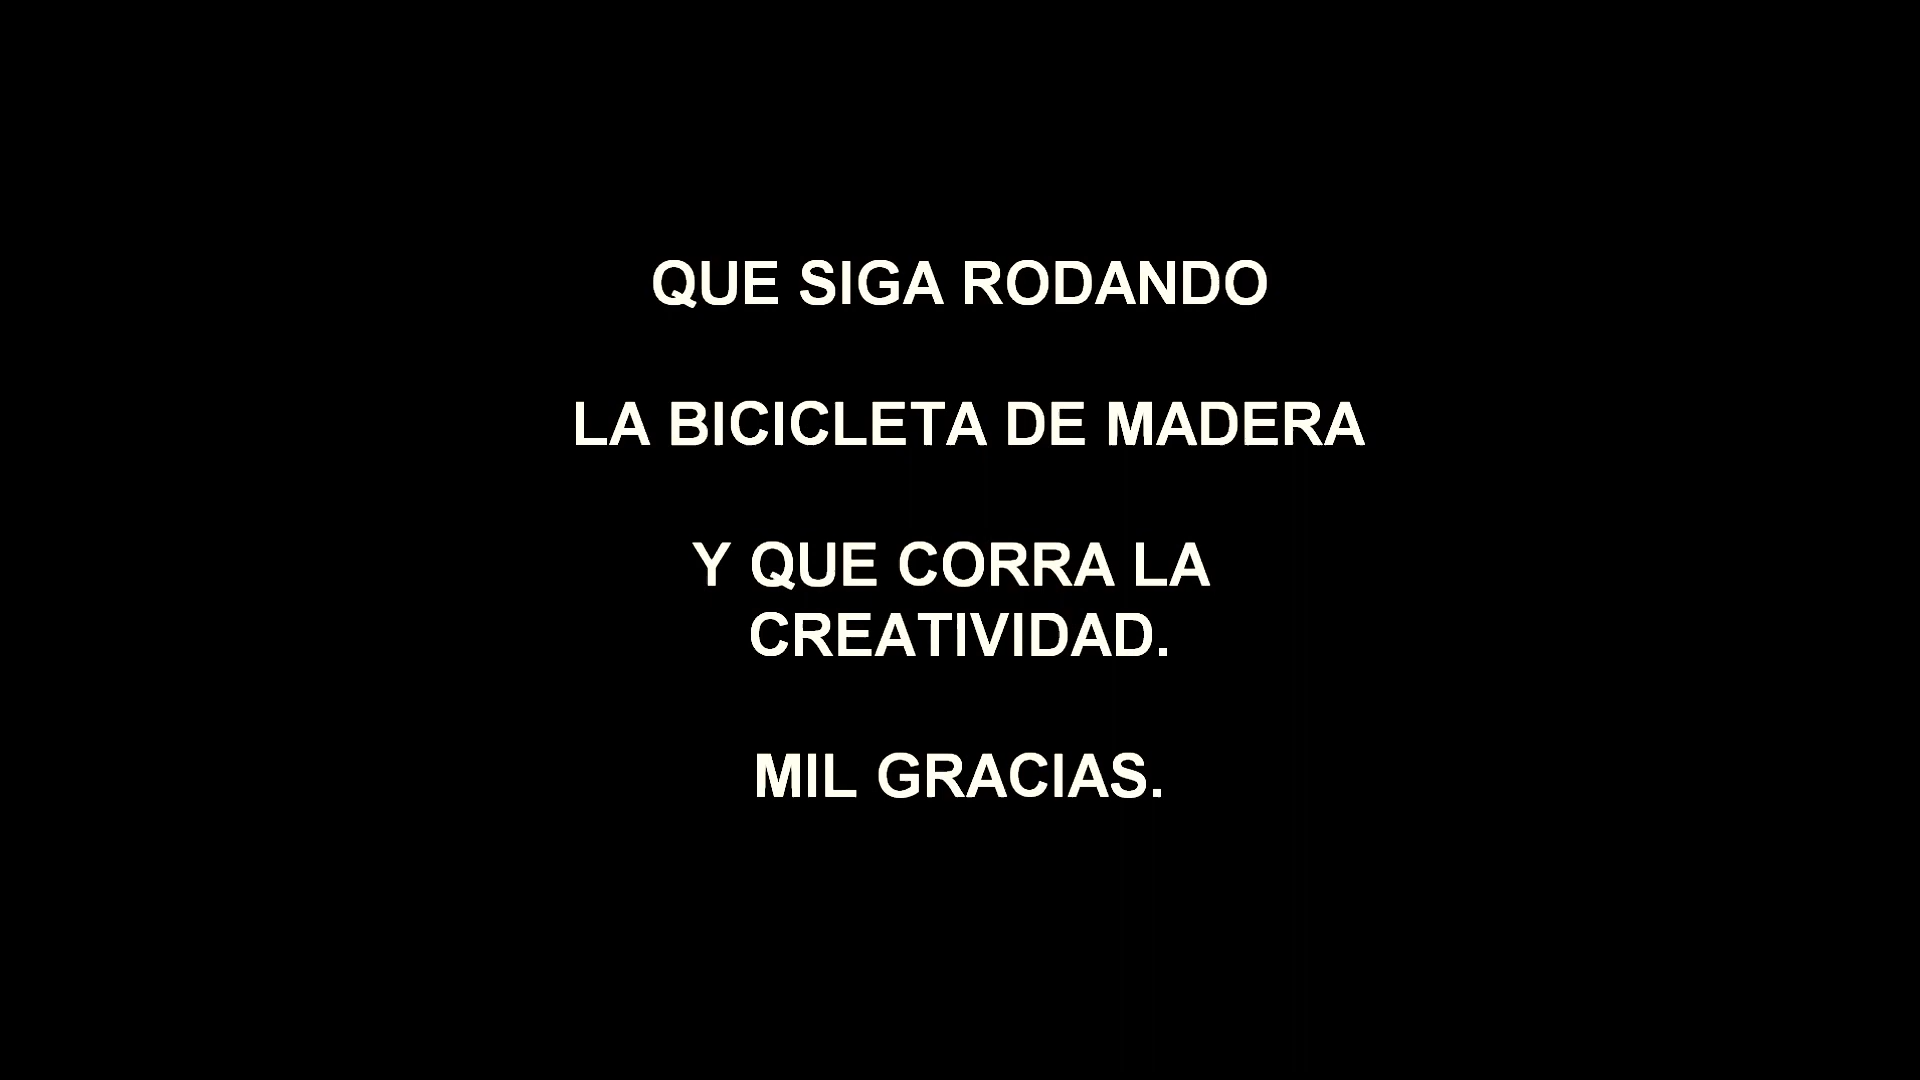 QUE SIGA RODANDO
LA BICICLETA DE MADERA
Y QUE CORRA LA
CREATIVIDAD.
MIL GRACIAS.